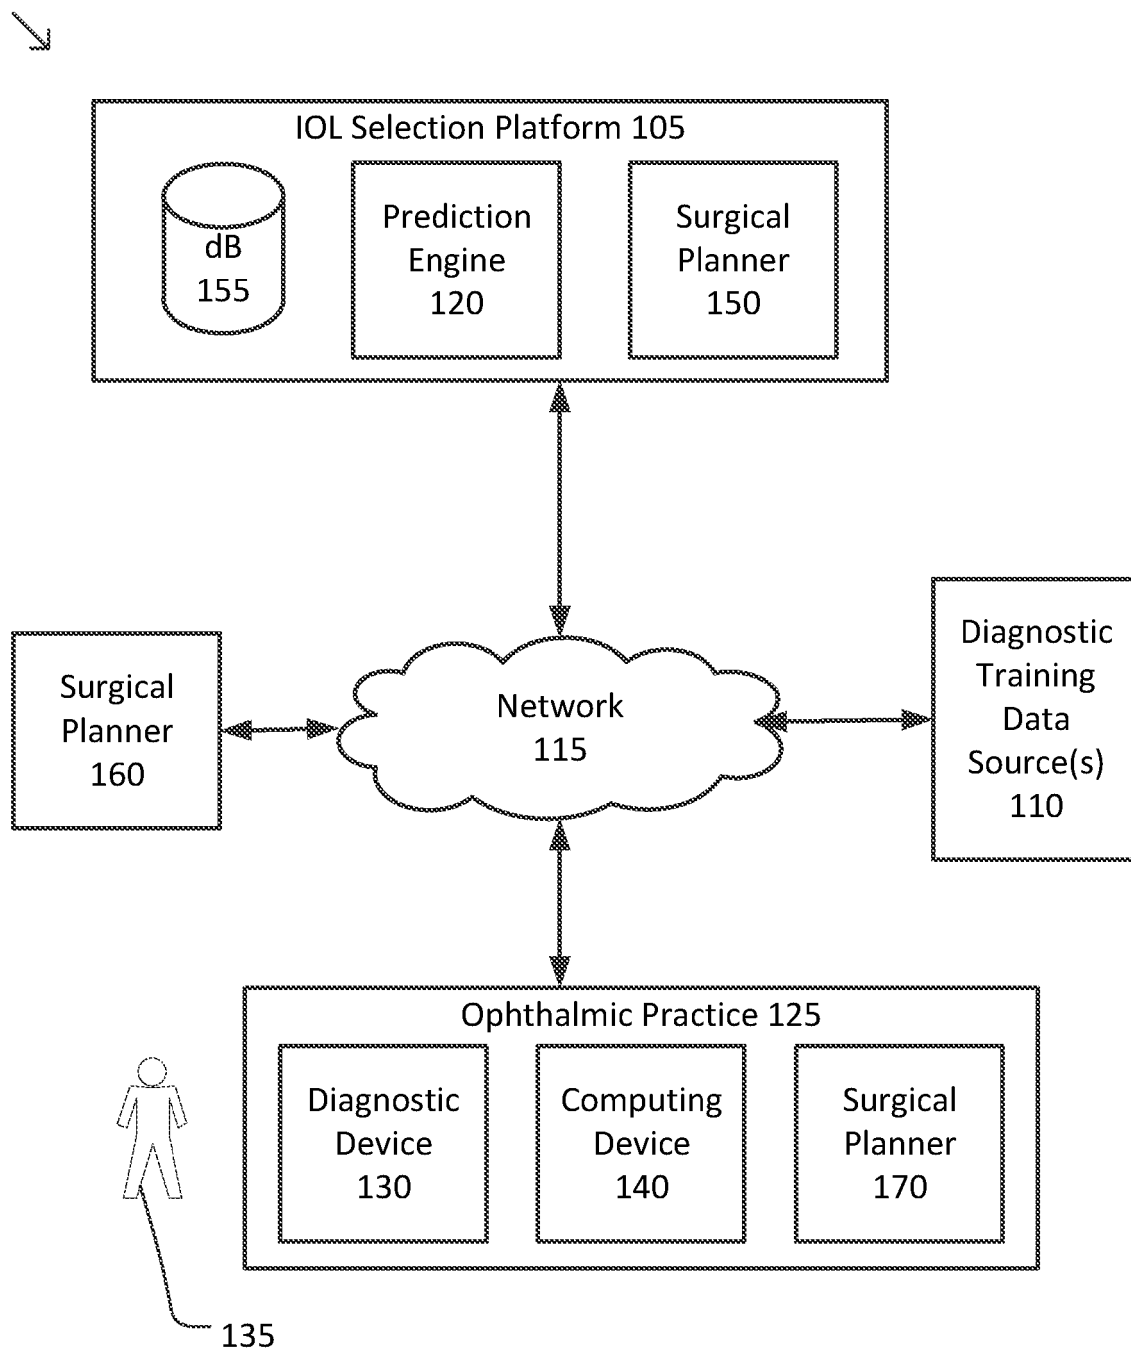 IOL Selection Platform 105
dB
155
Prediction
Engine
120
Surgical
Planner
150
Surgical
Planner
160
Network
115
Diagnostic
Training
Data
Source(s)
110
Ophthalmic Practice 125
Diagnostic
Device
130
Computing
Device
140
Surgical
Planner
170
135